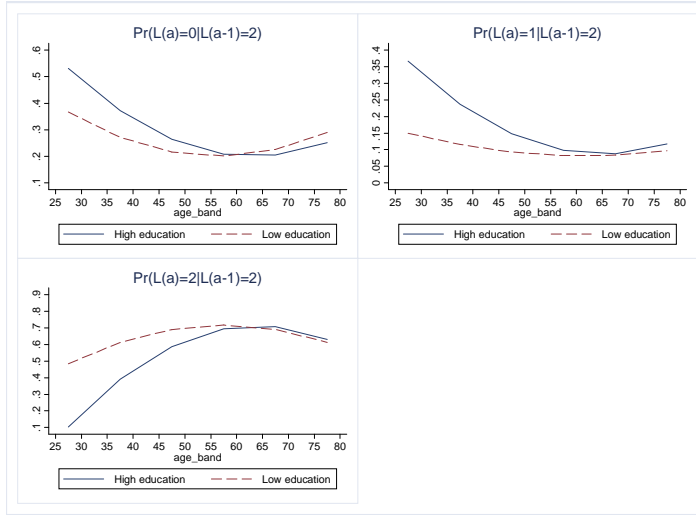 Pr(L(a)=0|L(a-1)=2)
.6
.5
.4
.3
.2
.1
25 30 35 40 45 50 55 60 65 70 75 80
age_band
High education Low education
Pr(L(a)=1|L(a-1)=2)
.4
.35
.3
.25
.2
.15
.1
.05
0
25 30 35 40 45 50 55 60 65 70 75 80
age_band
High education Low education
Pr(L(a)=2|L(a-1)=2)
.9
.8
.7
.6
.5
.4
.3
.2
.1
25 30 35 40 45 50 55 60 65 70 75 80
age_band
High education Low education